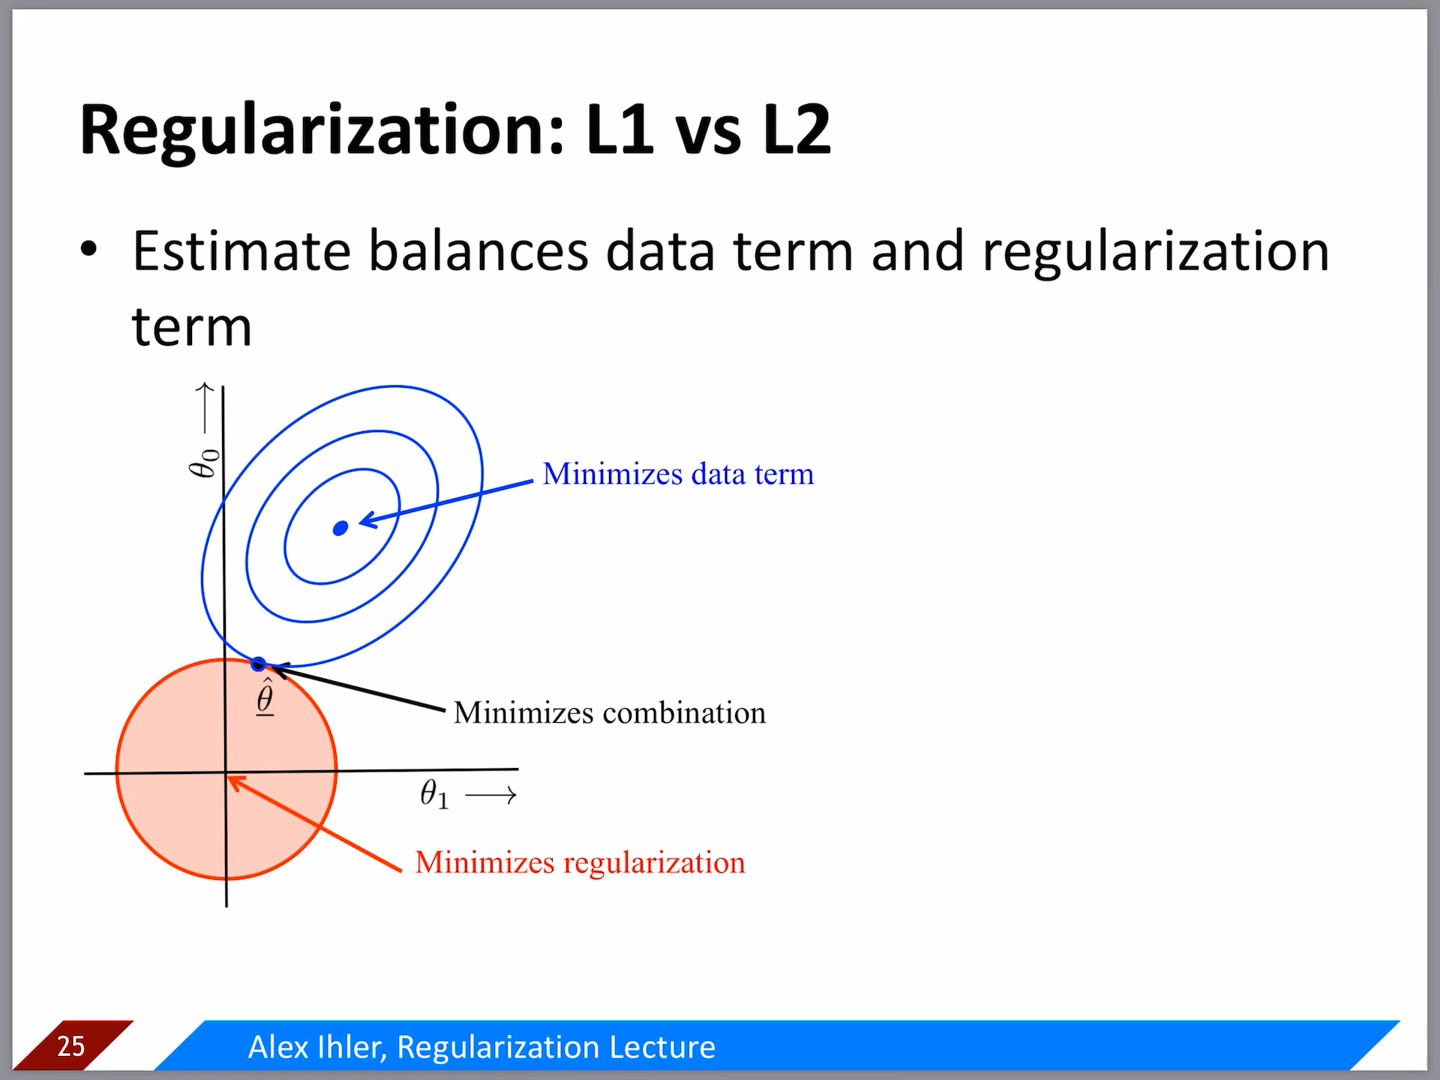 Regularization: L1 vs L2
• Estimate balances data term and regularization
term
θ0 →
Minimizes data term
θ̂
Minimizes combination
θ1 →
Minimizes regularization
25
Alex Ihler, Regularization Lecture